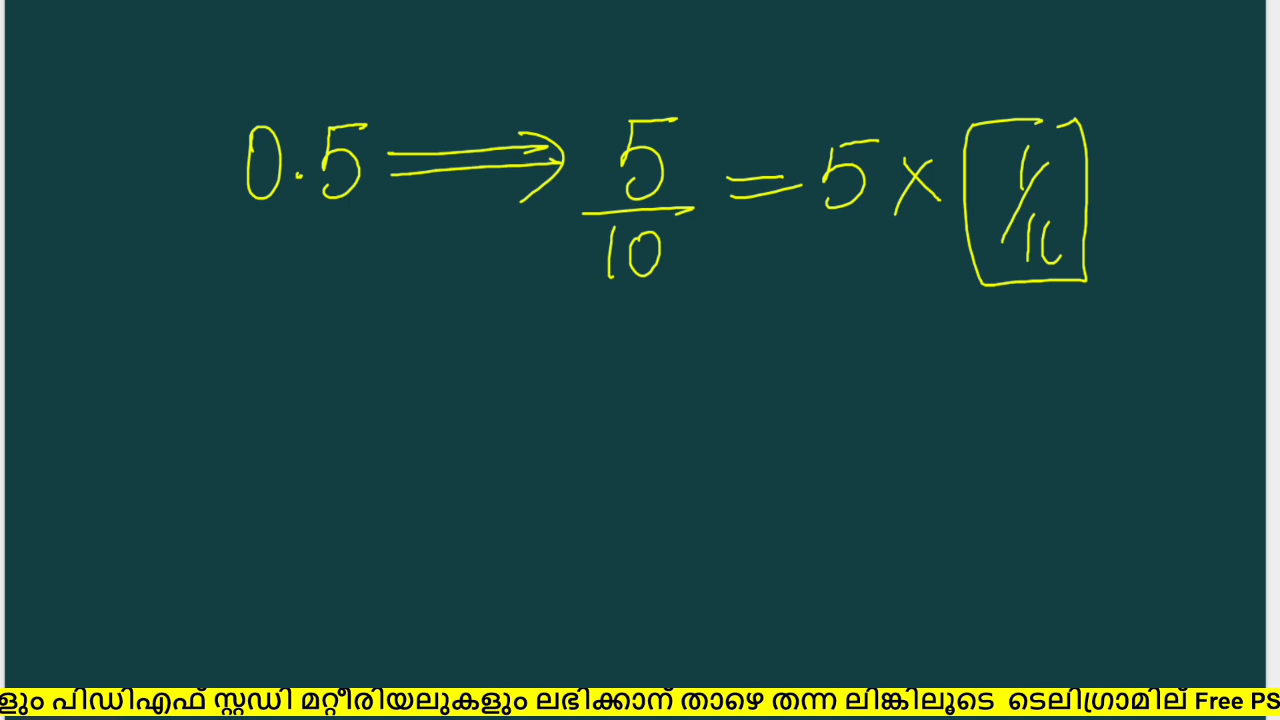 0.5 ⟹ 5/10 = 5 × 1/10
ളും പിഡിഎഫ് സ്റ്റഡി മറ്റീരിയലുകളും ലഭിക്കാന് താഴെ തന്ന ലിങ്കിലൂടെ ടെലിഗ്രാമില് Free PS